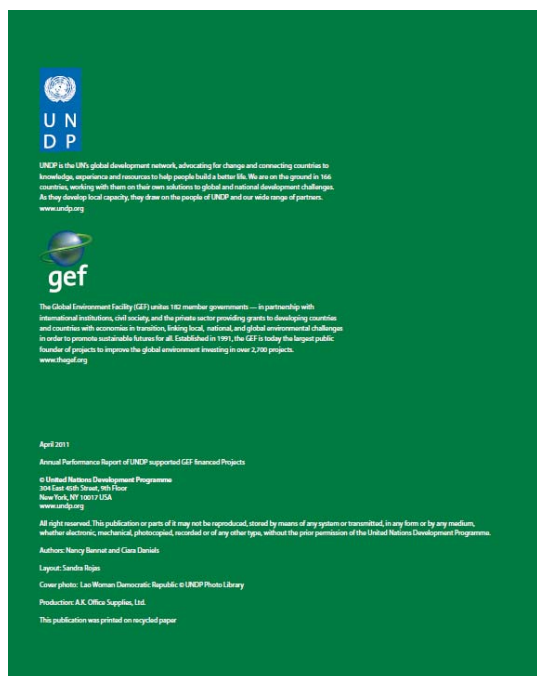 U N
D P
UNDP is the UN's global development network, advocating for change and connecting countries to
knowledge, experience and resources to help people build a better life. We are on the ground in 166
countries, working with them on their own solutions to global and national development challenges.
As they develop local capacity, they draw on the people of UNDP and our wide range of partners.
www.undp.org
gef
The Global Environment Facility (GEF) unitus 182 member governments — in partnership with
international institutions, civil society, and the private sector providing grants to developing countries
and countries with economies in transition, linking local, national, and global environmental challenges
in order to promote sustainable futures for all. Established in 1991, the GEF is today the largest public
founder of projects to improve the global environment investing in over 2,700 projects.
www.thegef.org
April 2011
Annual Performance Report of UNDP supported GEF financed Projects
© United Nations Development Programme
304 East 45th Street, 9th Floor
New York, NY 10017 USA
www.undp.org
All right reserved. This publication or parts of it may not be reproduced, stored by means of any system or transmitted, in any form or by any medium,
whether electronic, mechanical, photocopied, recorded or of any other type, without the prior permission of the United Nations Development Programme.
Authors: Nancy Bennet and Ciara Daniels
Layout: Sandra Rojas
Cover photo: Lao Woman Democratic Republic © UNDP Photo Library
Production: A.K. Office Supplies, Ltd.
This publication was printed on recycled paper